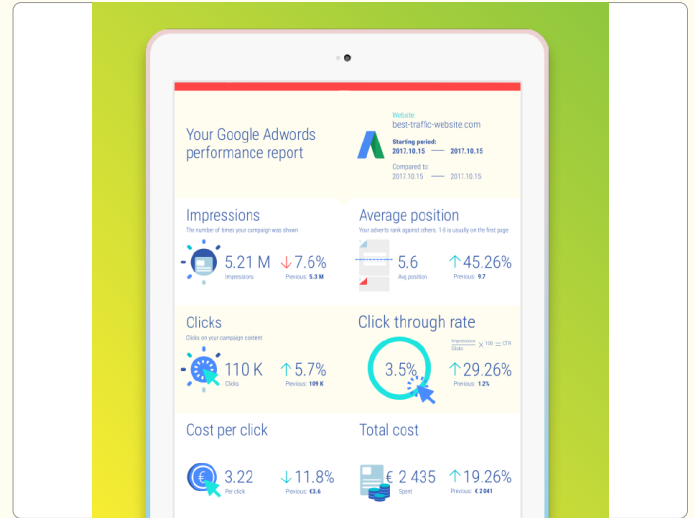 Your Google Adwords
performance report
Website:
best-traffic-website.com
Starting period:
2017.10.15 — 2017.10.15
Compared to:
2017.10.15 — 2017.10.15
Impressions
The number of times your campaign was shown
5.21 M
Impressions
↓7.6%
Previous: 5.3 M
Average position
Your adverts rank against others. 1-8 is usually on the first page
5.6
Avg.position
↑45.26%
Previous: 9.7
Clicks
Clicks on your campaign content
110 K
Clicks
↑5.7%
Previous: 109 K
Click through rate
Impressions
Clicks
× 100 = CTR
3.5%
↑29.26%
Previous: 12%
Cost per click
€
3.22
Per click
↓11.8%
Previous: €3.6
Total cost
€ 2 435
Spent
↑19.26%
Previous: € 2 041